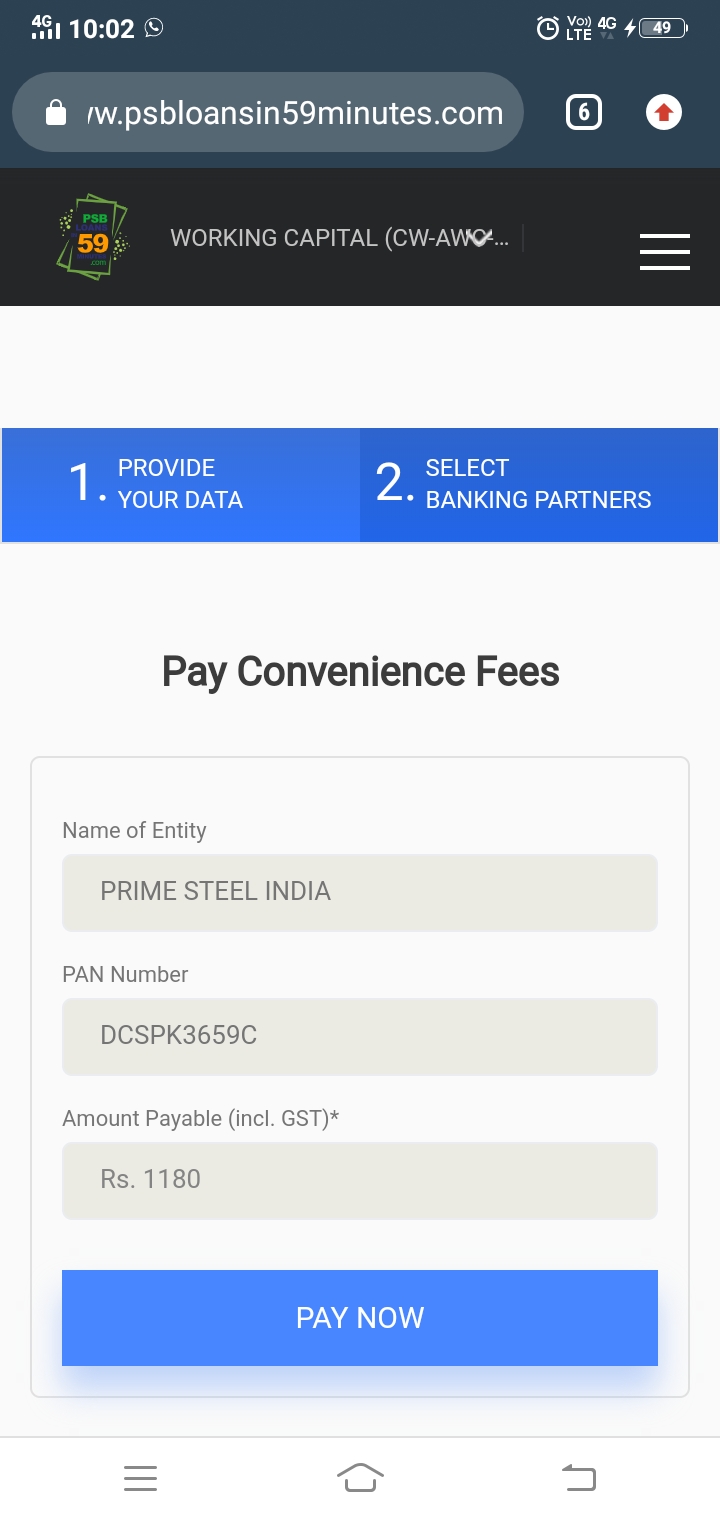 4G 10:02 Vo)) LTE 4G 49
w.psbloansin59minutes.com 6
PSB
LOANS
59
.com
WORKING CAPITAL (CW-AWO-...
1. PROVIDE
YOUR DATA
2. SELECT
BANKING PARTNERS
Pay Convenience Fees
Name of Entity
PRIME STEEL INDIA
PAN Number
DCSPK3659C
Amount Payable (incl. GST)*
Rs. 1180
PAY NOW